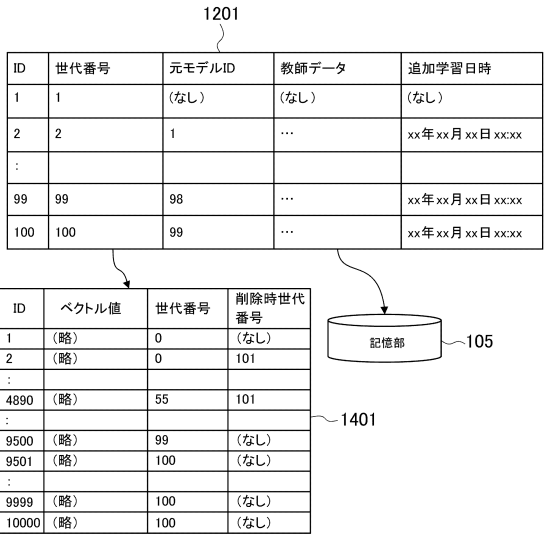 1201
ID 世代番号 元モデルID 教師データ 追加学習日時
1 1 (なし) (なし) (なし)
2 2 1 … xx年xx月xx日 xx:xx
:
99 99 98 … xx年xx月xx日 xx:xx
100 100 99 … xx年xx月xx日 xx:xx
ID ベクトル値 世代番号 削除時世代
番号
1 (略) 0 (なし)
2 (略) 0 101
:
4890 (略) 55 101
:
9500 (略) 99 (なし)
9501 (略) 100 (なし)
:
9999 (略) 100 (なし)
10000 (略) 100 (なし)
記憶部
105
1401